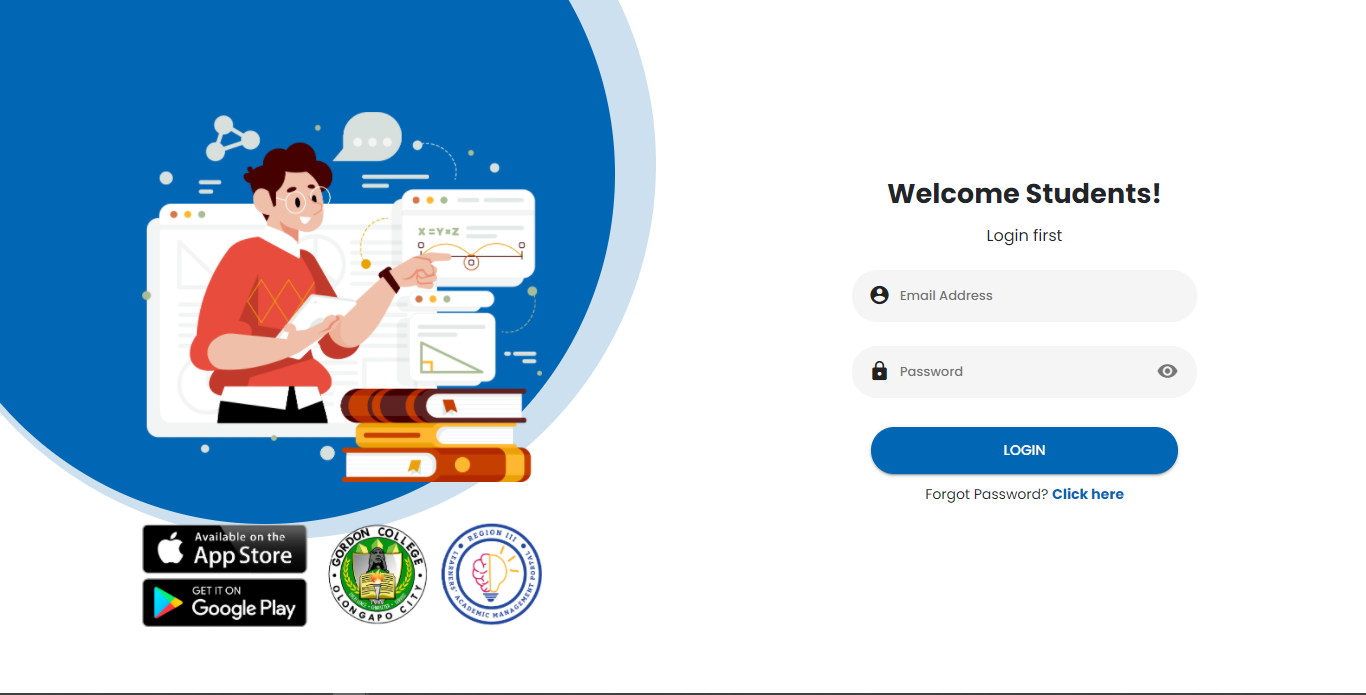 X=Y×Z
Available on the
App Store
GET IT ON
Google Play
GORDON COLLEGE
OLONGAPO CITY
REGION III
LEARNERS' ACADEMIC MANAGEMENT PORTAL
Welcome Students!
Login first
Email Address
Password
LOGIN
Forgot Password? Click here